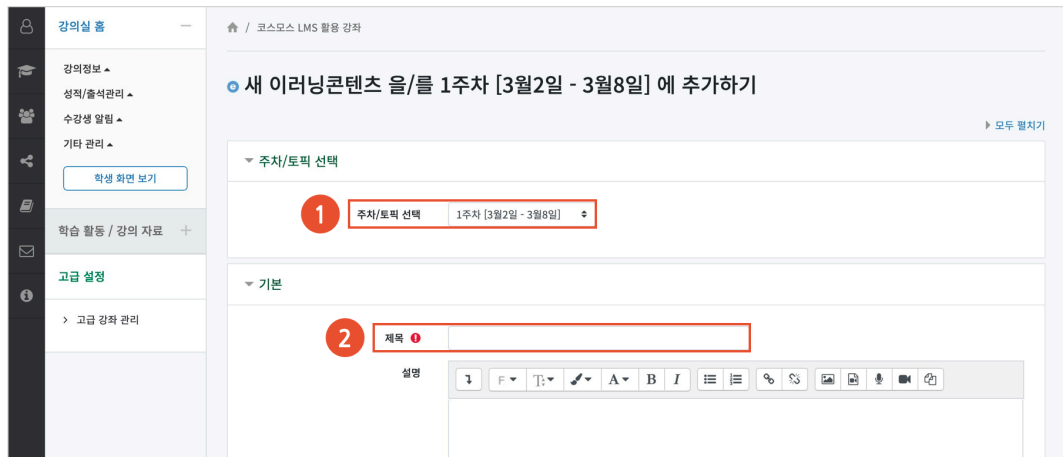 강의실 홈
강의정보
성적/출석관리
수강생 알림
기타 관리
학생 화면 보기
학습 활동 / 강의 자료
고급 설정
고급 강좌 관리
/ 코스모스 LMS 활용 강좌
새 이러닝콘텐츠 을/를 1주차 [3월2일 - 3월8일] 에 추가하기
모두 펼치기
주차/토픽 선택
1 주차/토픽 선택 1주차 [3월2일 - 3월8일]
기본
2 제목
설명
F T A B I